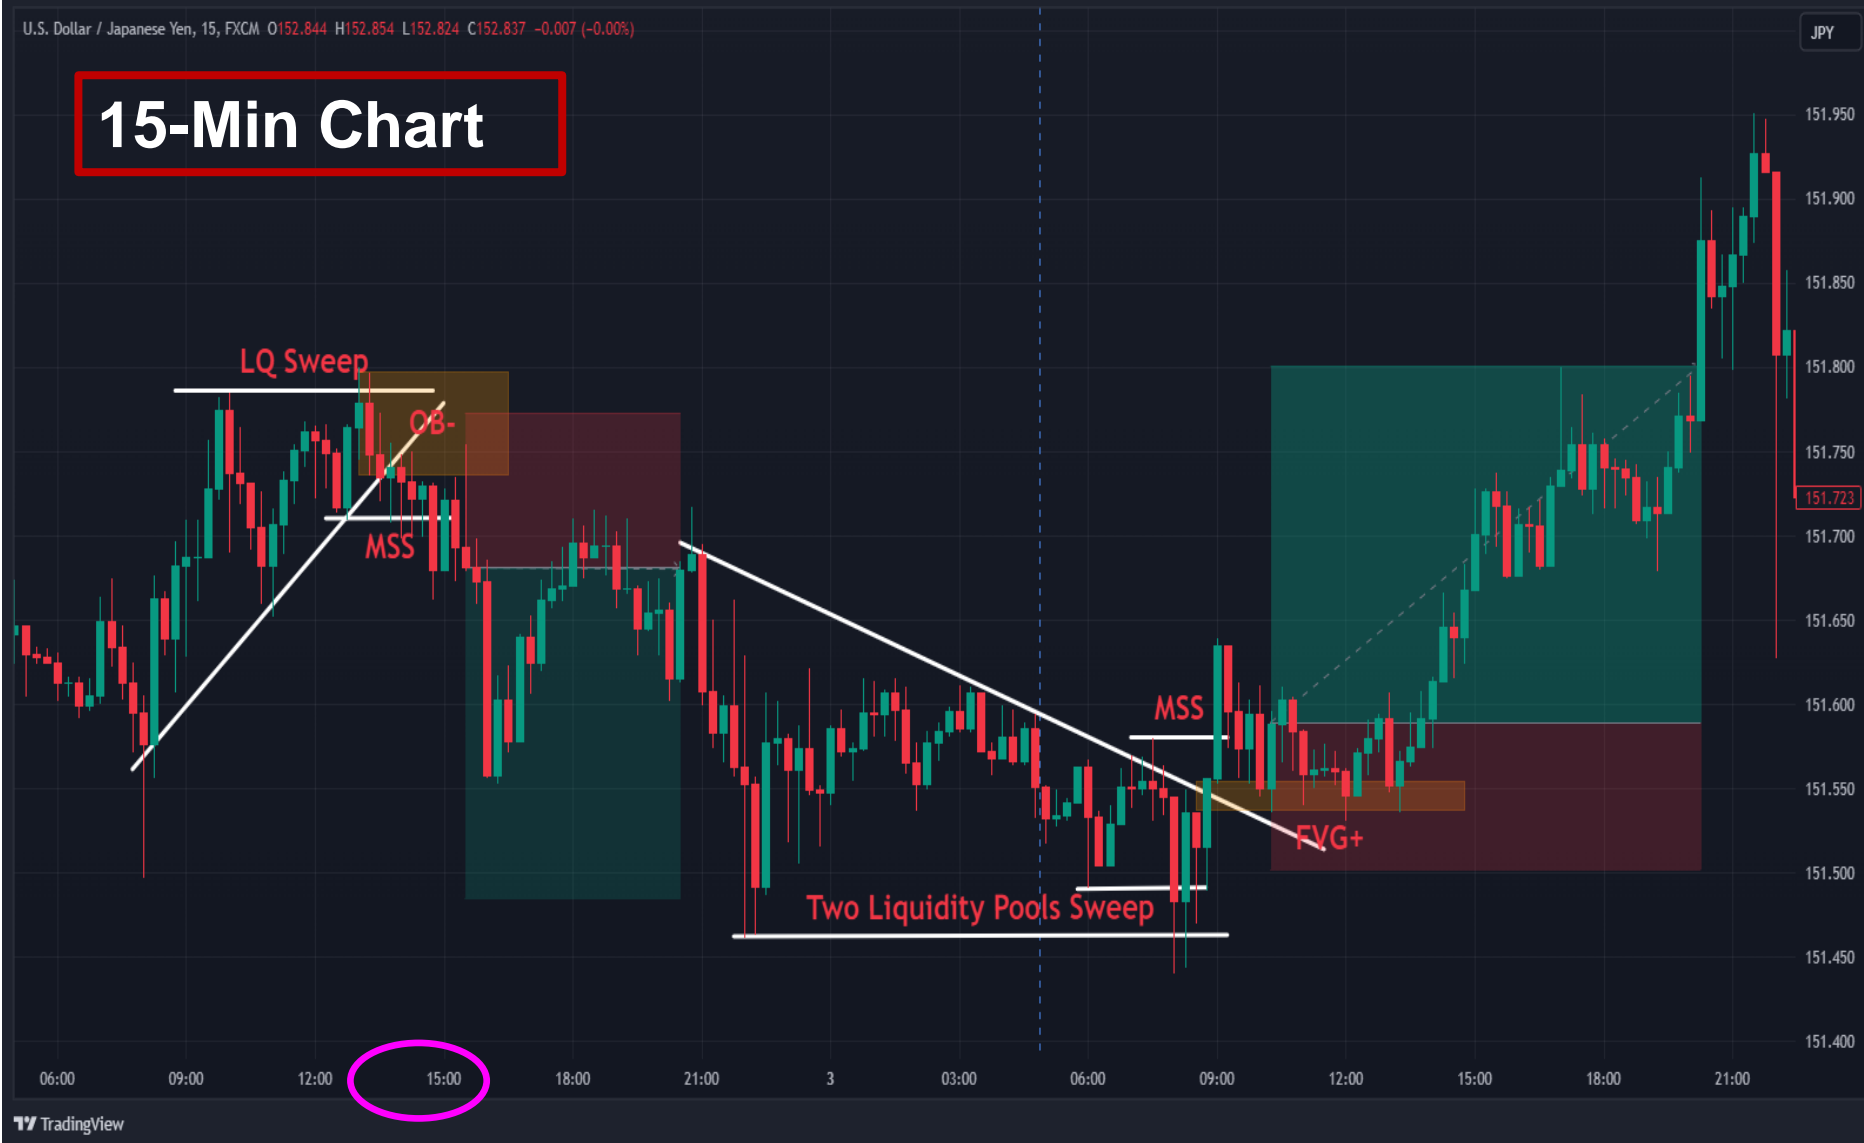 U.S. Dollar / Japanese Yen, 15, FXCM O152.844 H152.854 L152.824 C152.837 −0.007 (−0.00%)
JPY
15-Min Chart
151.950
151.900
151.850
151.800
151.750
151.723
151.700
151.650
151.600
151.550
151.500
151.450
151.400
LQ Sweep
OB-
MSS
MSS
FVG+
Two Liquidity Pools Sweep
06:00 09:00 12:00 15:00 18:00 21:00 3 03:00 06:00 09:00 12:00 15:00 18:00 21:00
TradingView